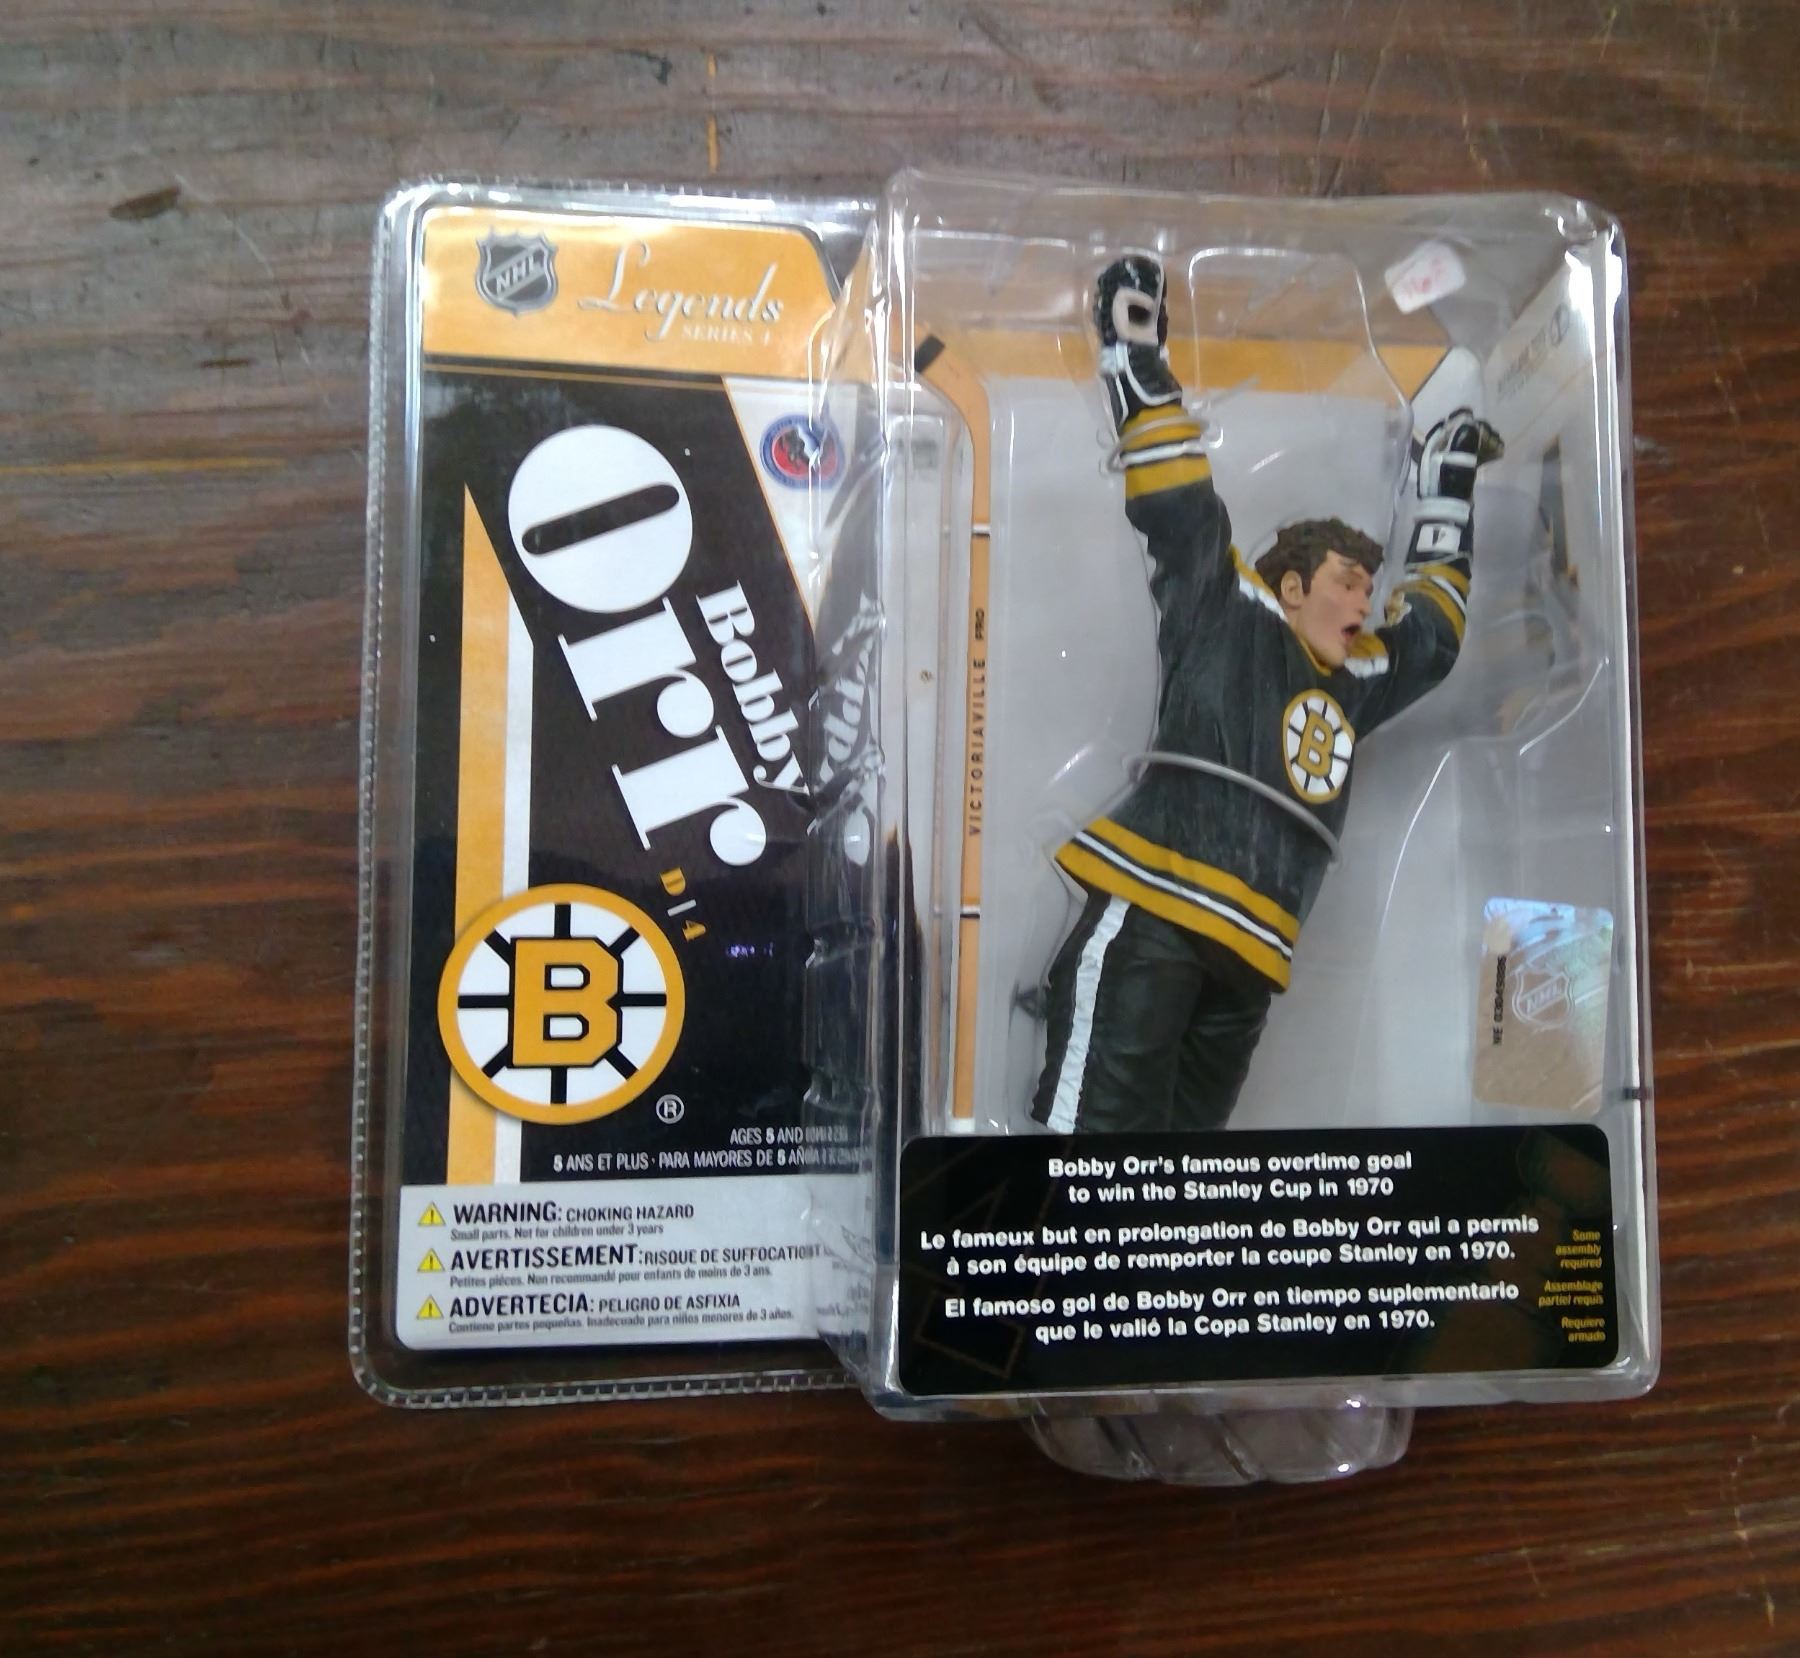 NHL
Legends
SERIES 4
Orr
Bobby
D / 4
B
®
AGES 5 AND
5 ANS ET PLUS · PARA MAYORES DE 5
WARNING: CHOKING HAZARD
Small parts. Not for children under 3 years
AVERTISSEMENT:RISQUE DE SUFFOCATION
Petites pièces. Non recommandé pour enfants de moins de 3 ans.
ADVERTECIA: PELIGRO DE ASFIXIA
Contiene partes pequeñas. Inadecuado para niños menores de 3 años.
VICTORIAVILLE PRO
4
B
NHL
Bobby Orr's famous overtime goal
to win the Stanley Cup in 1970
Le fameux but en prolongation de Bobby Orr qui a permis
à son équipe de remporter la coupe Stanley en 1970.
El famoso gol de Bobby Orr en tiempo suplementario
que le valió la Copa Stanley en 1970.
Some
assembly
required
Assemblage
partiel requis
Requiere
armado